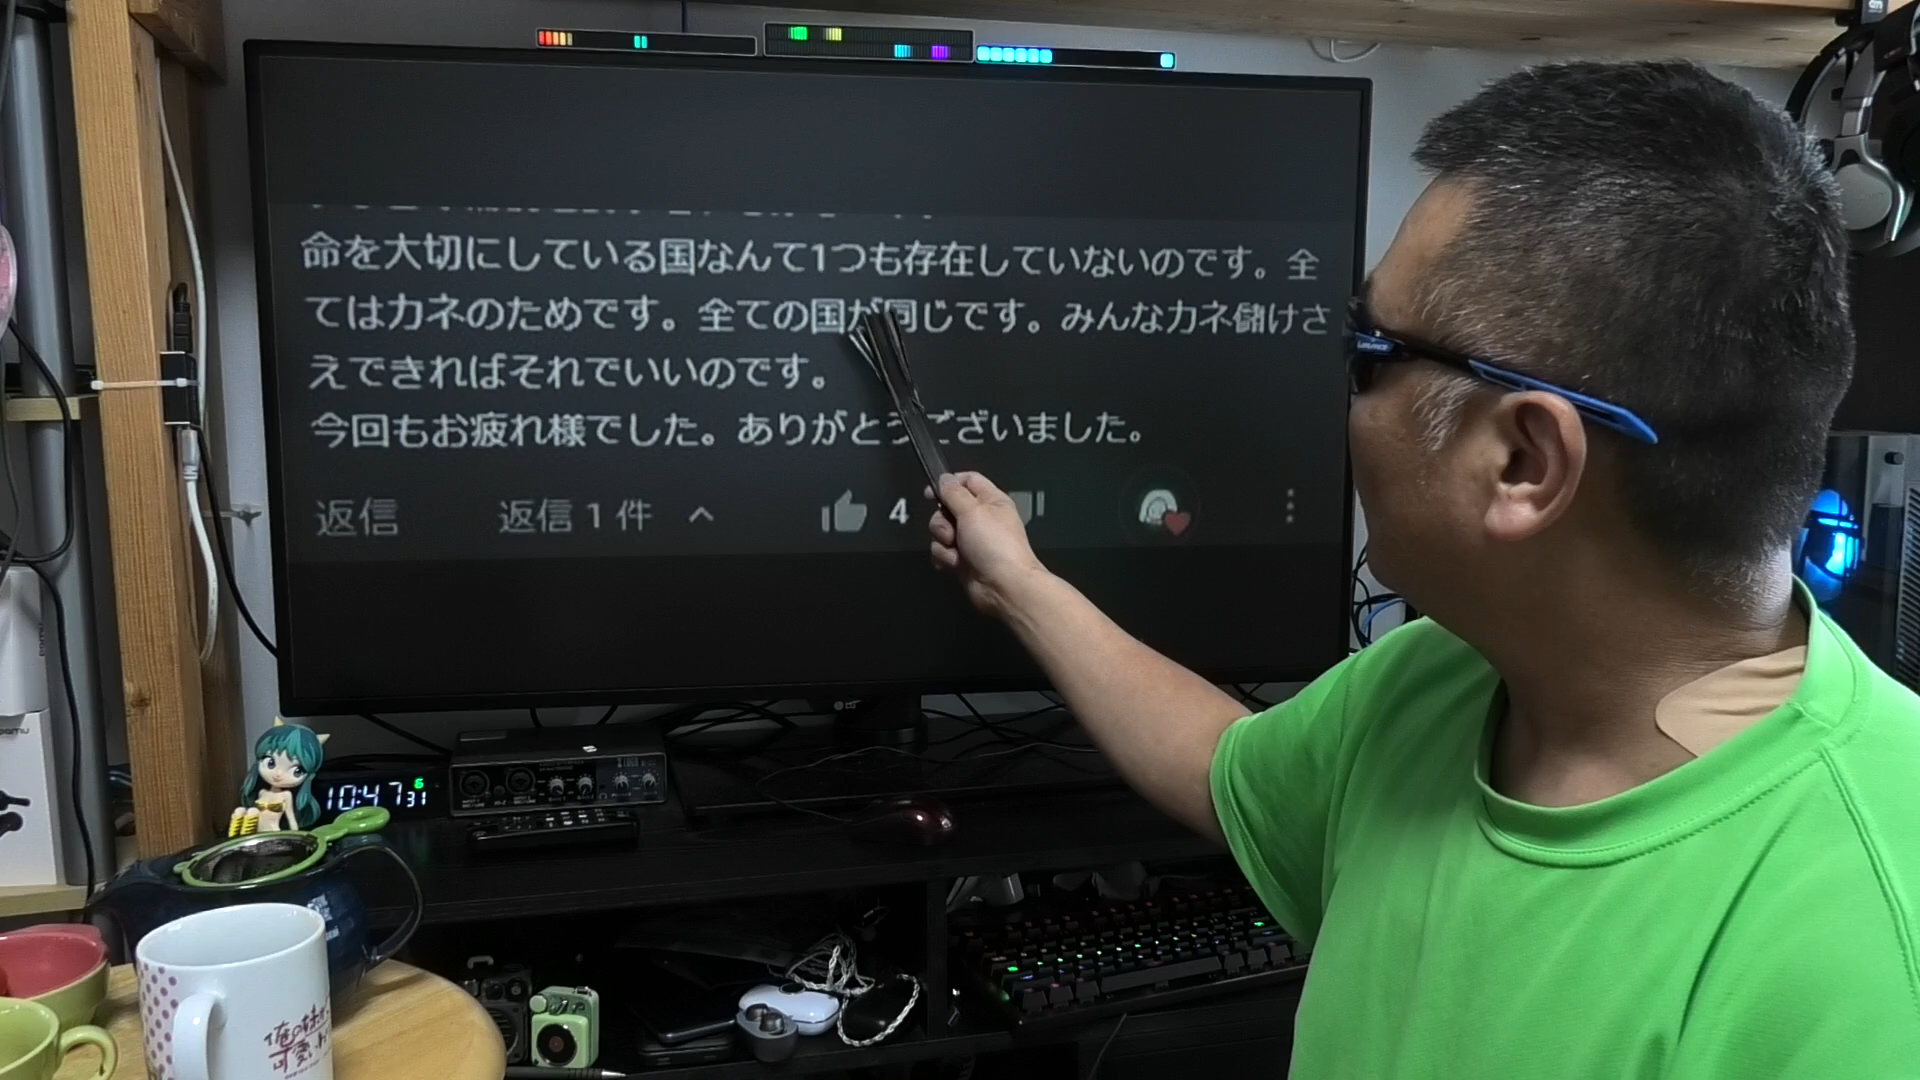 命を大切にしている国なんて1つも存在していないのです。全
てはカネのためです。全ての国が同じです。みんなカネ儲けさ
えできればそれでいいのです。
今回もお疲れ様でした。ありがとうございました。
返信
返信 1 件
4
LG
10:47 31
6